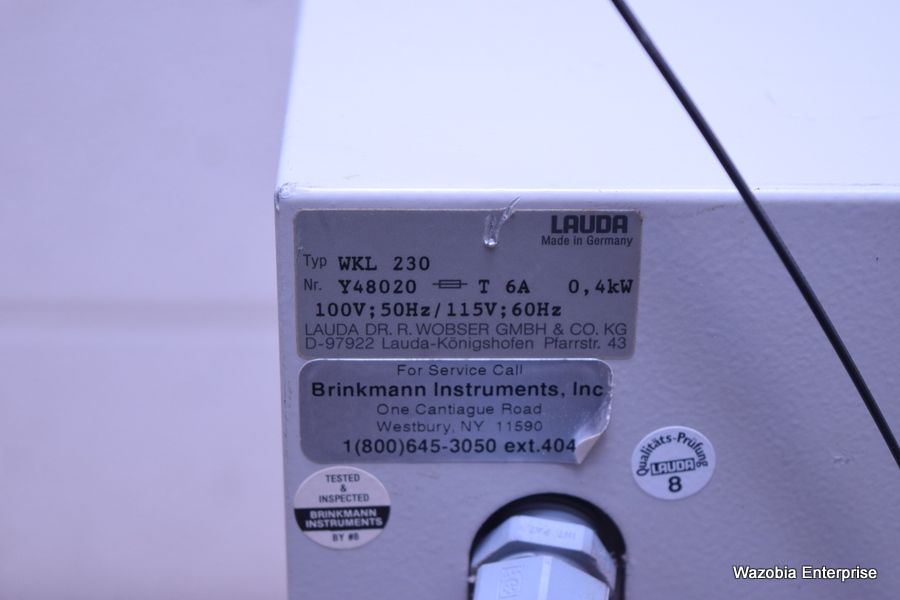 LAUDA
Made in Germany
Typ WKL 230
Nr. Y48020 T 6A 0,4kW
100V;50Hz/115V;60Hz
LAUDA DR. R. WOBSER GMBH & CO. KG
D-97922 Lauda-Königshofen Pfarrstr. 43
For Service Call
Brinkmann Instruments, Inc
One Cantiague Road
Westbury, NY 11590
1(800)645-3050 ext.404
Qualitäts-Prüfung
LAUDA
8
TESTED
&
INSPECTED
BRINKMANN
INSTRUMENTS
BY #8
Wazobia Enterprise